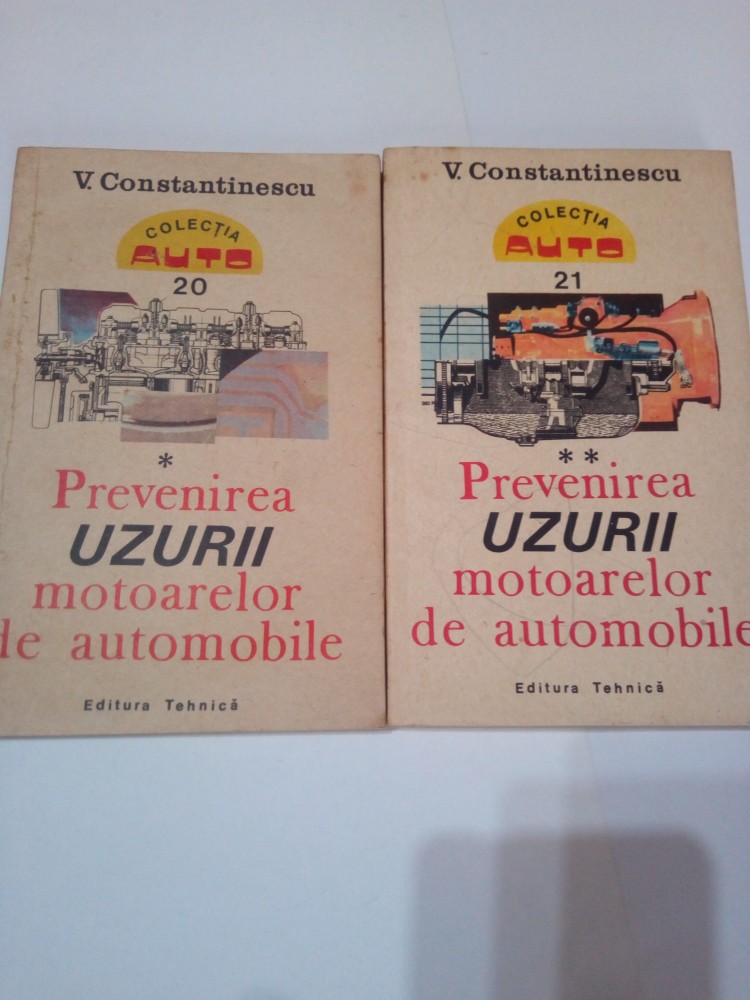 V. Constantinescu
COLECȚIA
AUTO
20
*
Prevenirea
UZURII
motoarelor
de automobile
Editura Tehnică
V. Constantinescu
COLECȚIA
AUTO
21
**
Prevenirea
UZURII
motoarelor
de automobile
Editura Tehnică